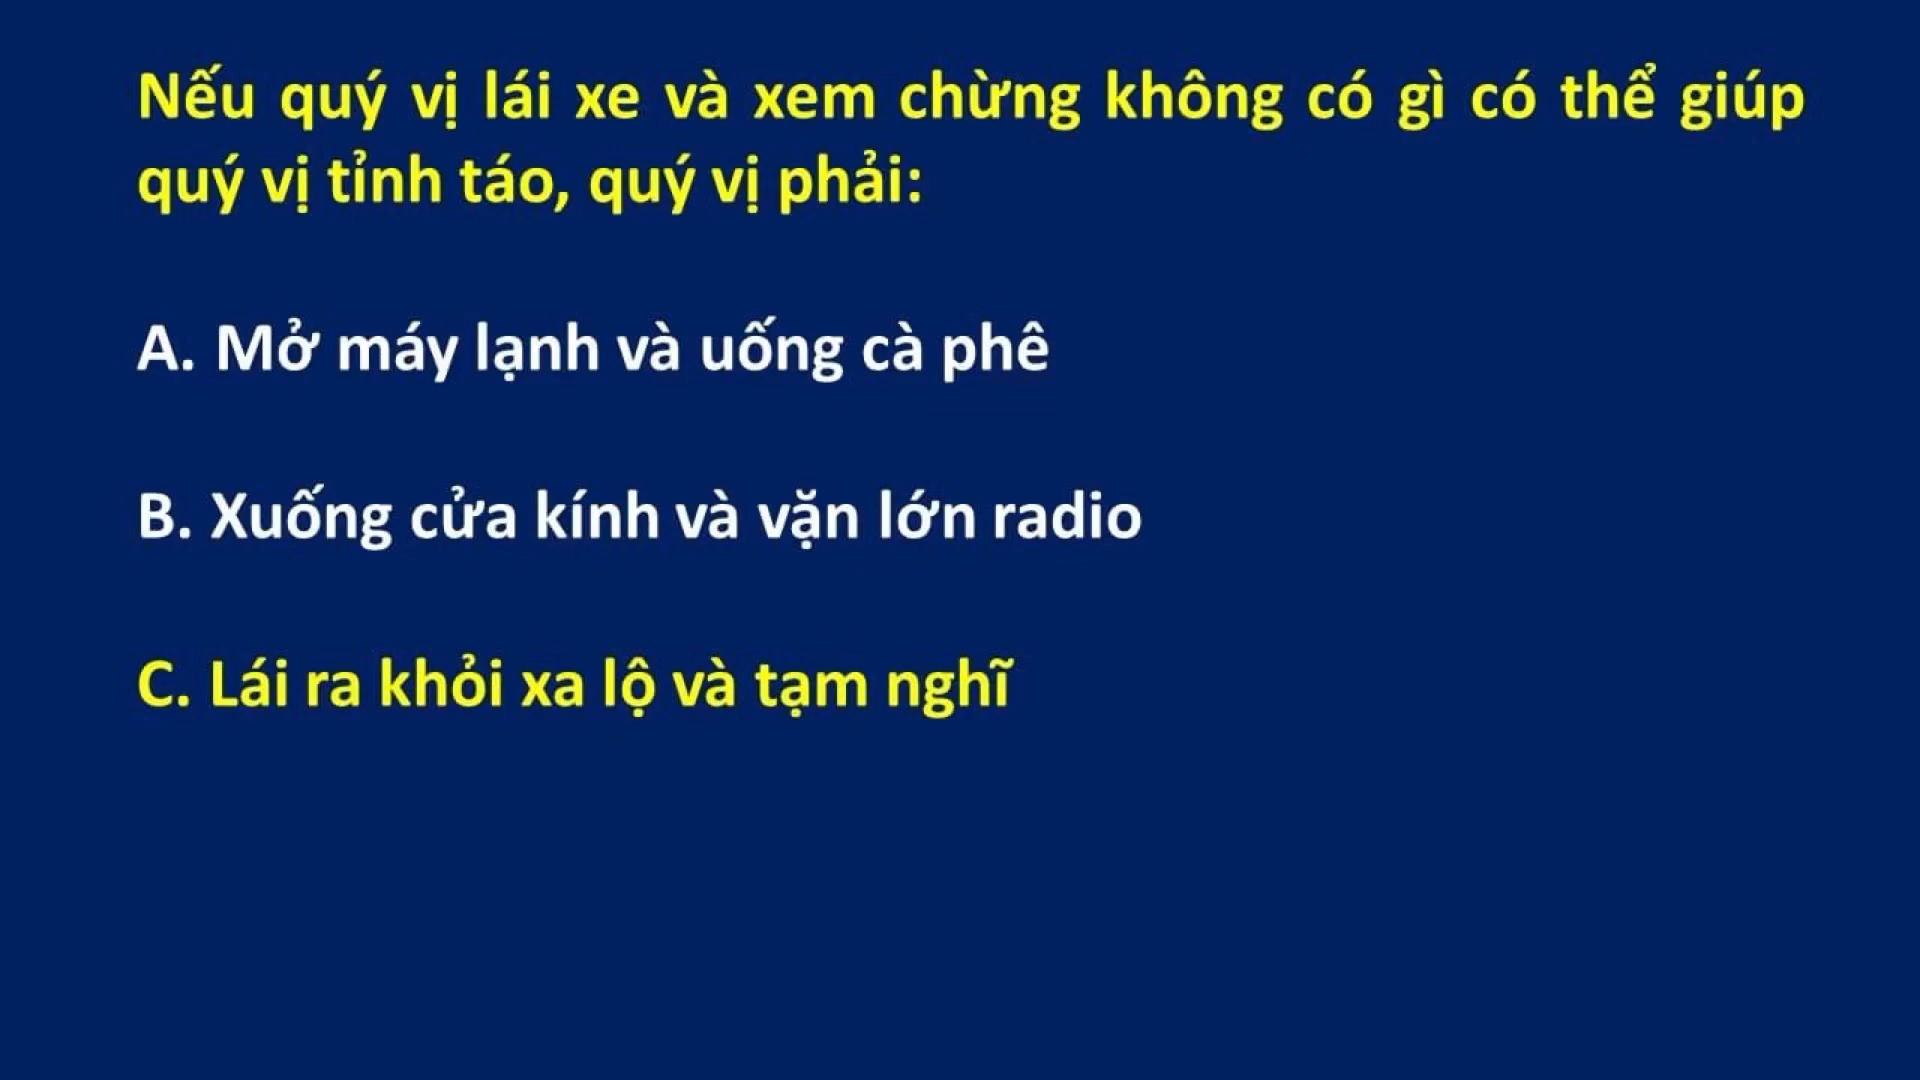 Nếu quý vị lái xe và xem chừng không có gì có thể giúp
quý vị tỉnh táo, quý vị phải:
A. Mở máy lạnh và uống cà phê
B. Xuống cửa kính và vặn lớn radio
C. Lái ra khỏi xa lộ và tạm nghĩ